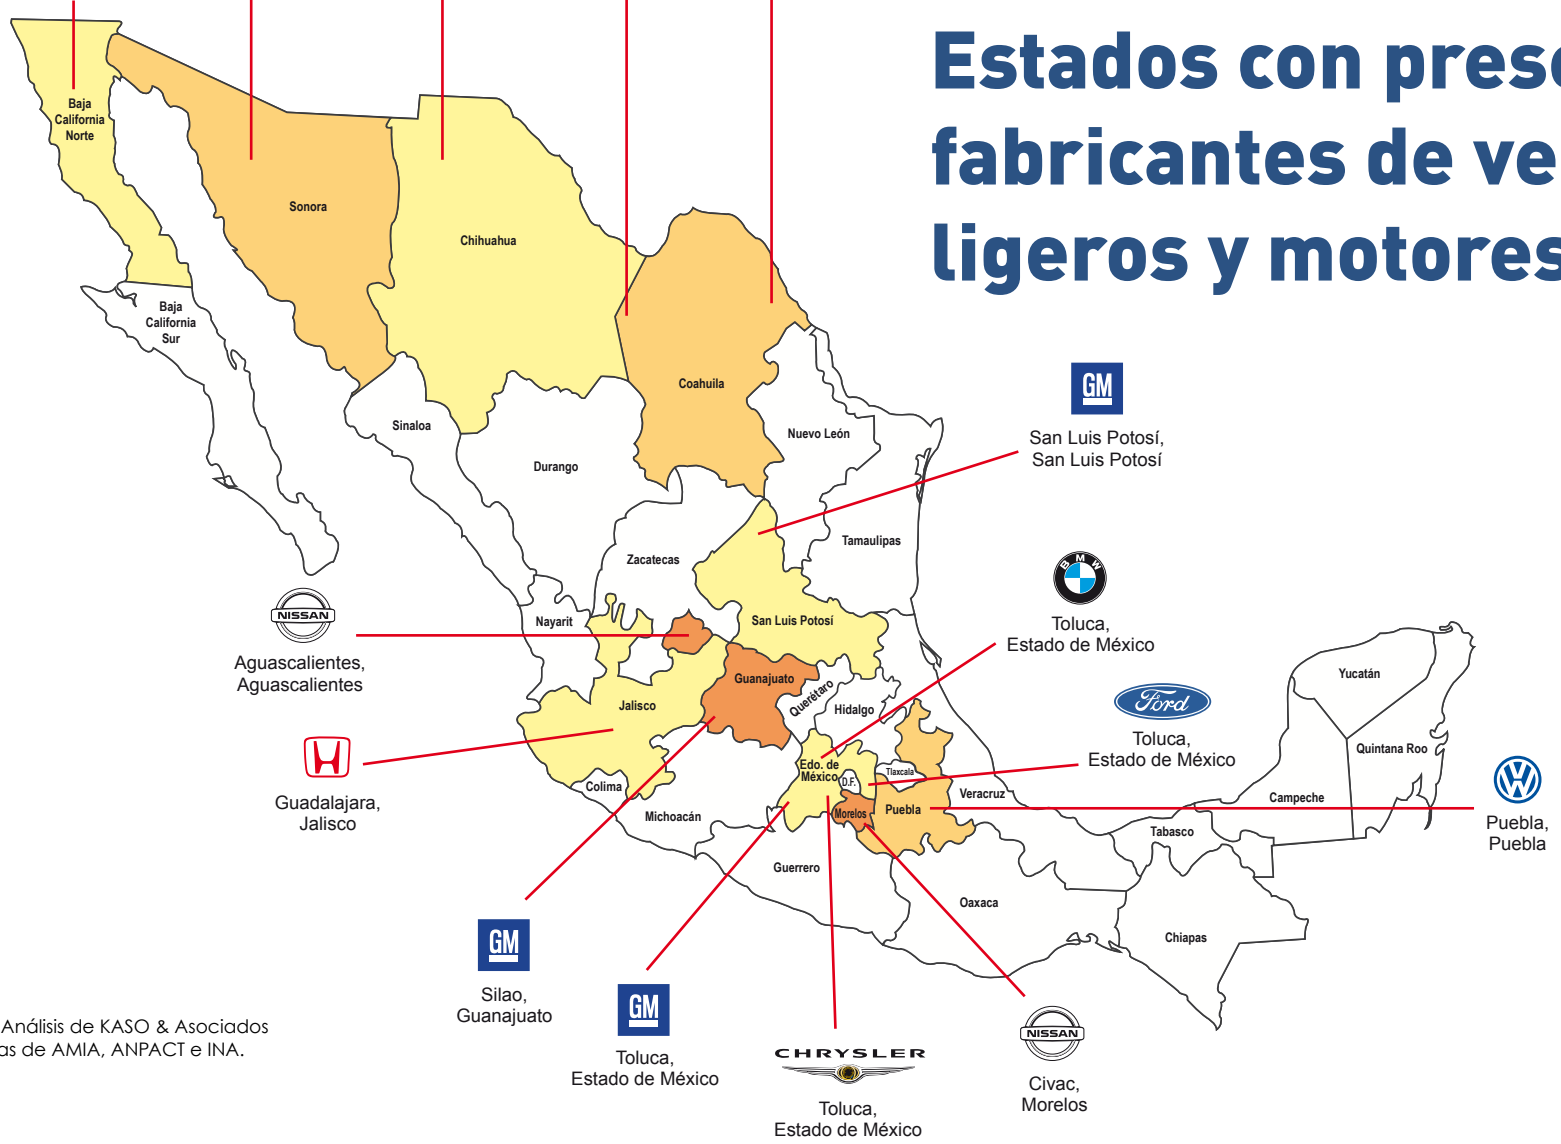 Estados con
fabricantes de
ligeros y motores
Baja
California
Norte
Sonora
Chihuahua
Baja
California
Sur
Coahuila
Sinaloa
Nuevo León
Durango
GM
San Luis Potosí,
San Luis Potosí
Tamaulipas
Zacatecas
BMW
Toluca,
Estado de México
NISSAN
Aguascalientes,
Aguascalientes
Nayarit
San Luis Potosí
Guanajuato
Querétaro
Hidalgo
Jalisco
Yucatán
Ford
Toluca,
Estado de México
Quintana Roo
Guadalajara,
Jalisco
Colima
Edo. de
México
D.F.
Tlaxcala
Michoacán
Morelos
Puebla
Veracruz
Campeche
Tabasco
Puebla,
Puebla
Guerrero
Oaxaca
Chiapas
GM
Silao,
Guanajuato
GM
Toluca,
Estado de México
CHRYSLER
Toluca,
Estado de México
NISSAN
Civac,
Morelos
Análisis de KASO & Asociados
de AMIA, ANPACT e INA.